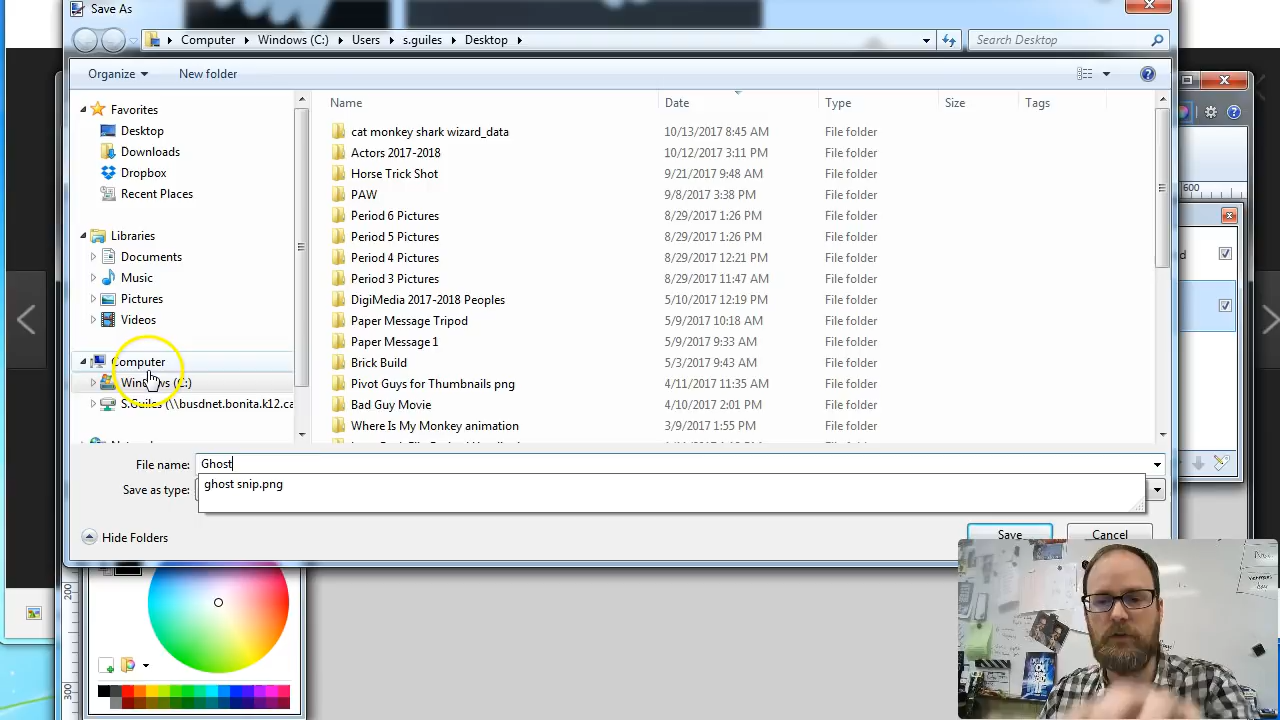 Save As
Computer Windows (C:) Users s.guiles Desktop
Search Desktop
Organize New folder
Name Date Type Size Tags
Favorites
Desktop
Downloads
Dropbox
Recent Places
Libraries
Documents
Music
Pictures
Videos
Computer
Windows (C:)
S.Guiles (\\busdnet.bonita.k12.ca
cat monkey shark wizard_data 10/13/2017 8:45 AM File folder
Actors 2017-2018 10/12/2017 3:11 PM File folder
Horse Trick Shot 9/21/2017 9:48 AM File folder
PAW 9/8/2017 3:38 PM File folder
Period 6 Pictures 8/29/2017 1:26 PM File folder
Period 5 Pictures 8/29/2017 1:26 PM File folder
Period 4 Pictures 8/29/2017 12:21 PM File folder
Period 3 Pictures 8/29/2017 11:47 AM File folder
DigiMedia 2017-2018 Peoples 5/10/2017 12:19 PM File folder
Paper Message Tripod 5/9/2017 10:18 AM File folder
Paper Message 1 5/9/2017 9:33 AM File folder
Brick Build 5/3/2017 9:43 AM File folder
Pivot Guys for Thumbnails png 4/11/2017 11:35 AM File folder
Bad Guy Movie 4/10/2017 2:01 PM File folder
Where Is My Monkey animation 3/9/2017 1:55 PM File folder
File name: Ghost
ghost snip.png
Save as type:
Hide Folders
Save Cancel
600
200
300